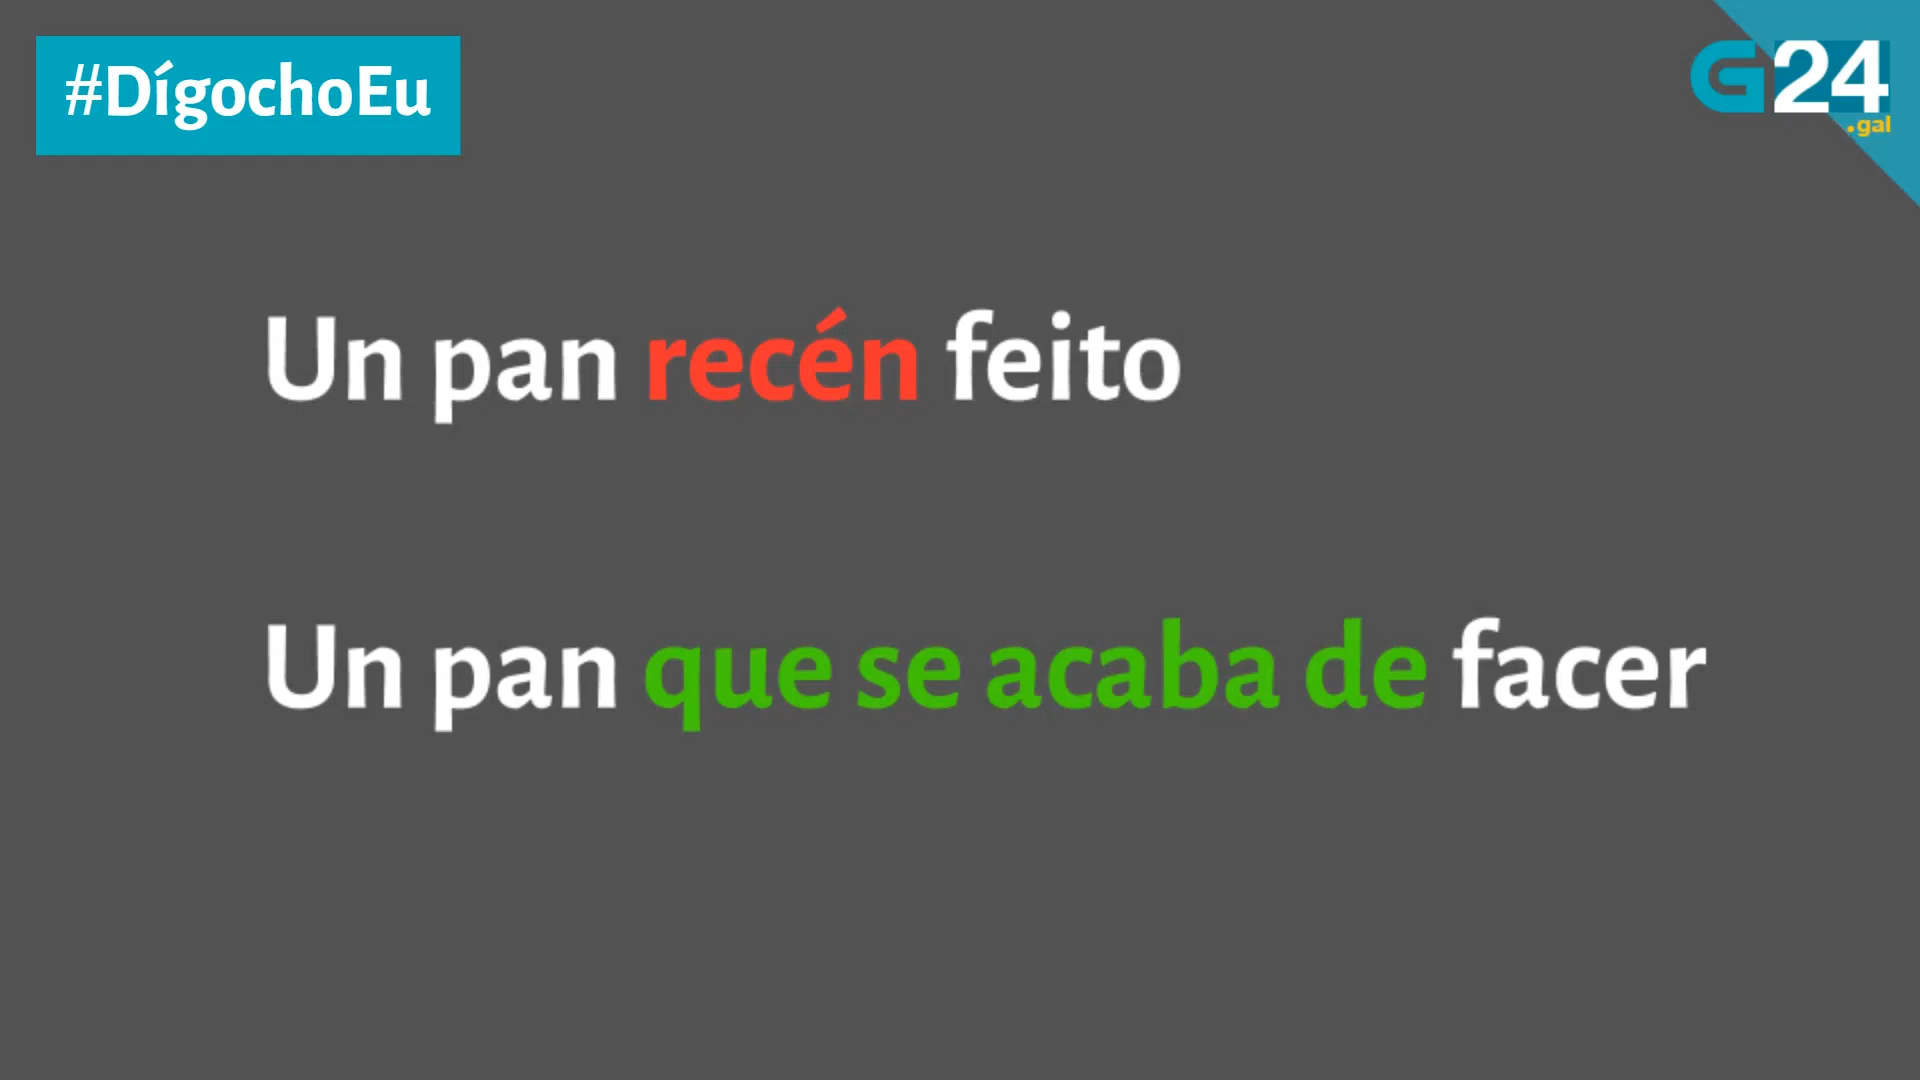 #DígochoEu
G24
.gal
Un pan recén feito
Un pan que se acaba de facer